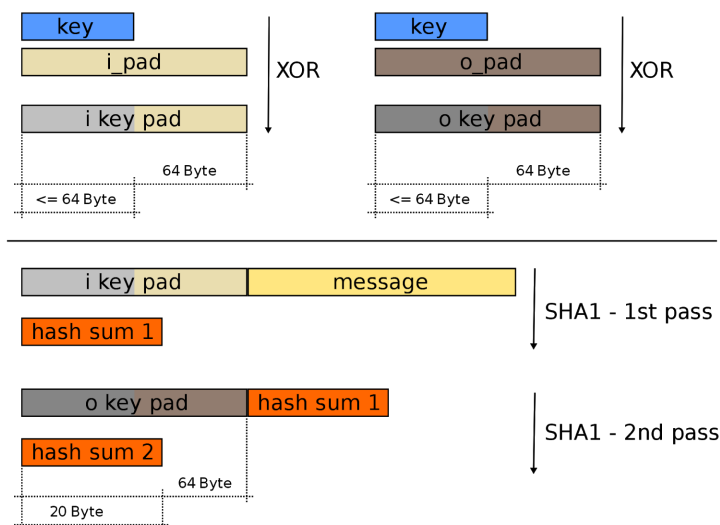 key
i_pad
XOR
i key pad
64 Byte
<= 64 Byte
key
o_pad
XOR
o key pad
64 Byte
<= 64 Byte
i key pad
message
SHA1 - 1st pass
hash sum 1
o key pad
hash sum 1
SHA1 - 2nd pass
hash sum 2
64 Byte
20 Byte